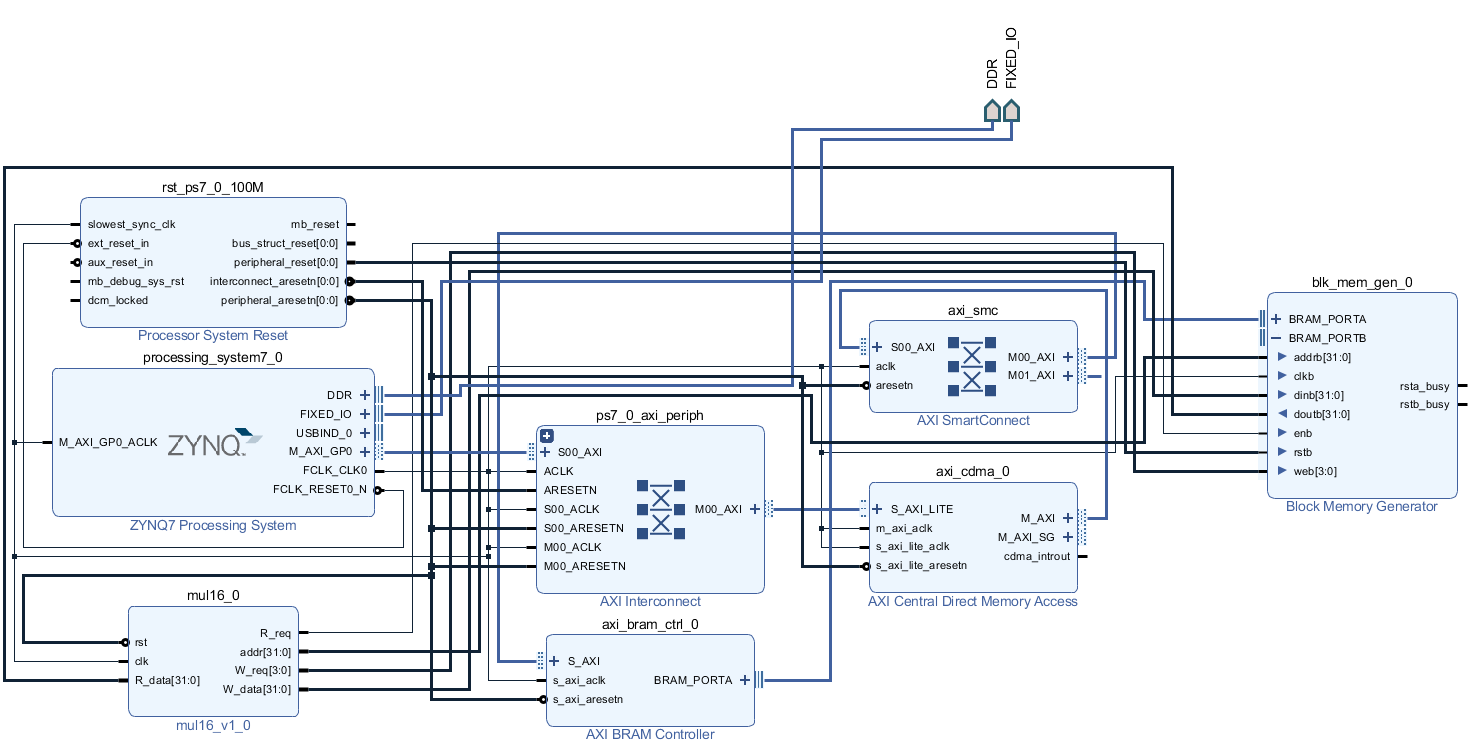 DDR
FIXED_IO
rst_ps7_0_100M
slowest_sync_clk
ext_reset_in
aux_reset_in
mb_debug_sys_rst
dcm_locked
mb_reset
bus_struct_reset[0:0]
peripheral_reset[0:0]
interconnect_aresetn[0:0]
peripheral_aresetn[0:0]
Processor System Reset
processing_system7_0
M_AXI_GP0_ACLK
ZYNQ
DDR
FIXED_IO
USBIND_0
M_AXI_GP0
FCLK_CLK0
FCLK_RESET0_N
ZYNQ7 Processing System
mul16_0
rst
clk
R_data[31:0]
R_req
addr[31:0]
W_req[3:0]
W_data[31:0]
mul16_v1_0
ps7_0_axi_periph
S00_AXI
ACLK
ARESETN
S00_ACLK
S00_ARESETN
M00_ACLK
M00_ARESETN
M00_AXI
AXI Interconnect
axi_bram_ctrl_0
S_AXI
s_axi_aclk
s_axi_aresetn
BRAM_PORTA
AXI BRAM Controller
axi_smc
S00_AXI
aclk
aresetn
M00_AXI
M01_AXI
AXI SmartConnect
axi_cdma_0
S_AXI_LITE
m_axi_aclk
s_axi_lite_aclk
s_axi_lite_aresetn
M_AXI
M_AXI_SG
cdma_introut
AXI Central Direct Memory Access
blk_mem_gen_0
BRAM_PORTA
BRAM_PORTB
addrb[31:0]
clkb
dinb[31:0]
doutb[31:0]
enb
rstb
web[3:0]
rsta_busy
rstb_busy
Block Memory Generator